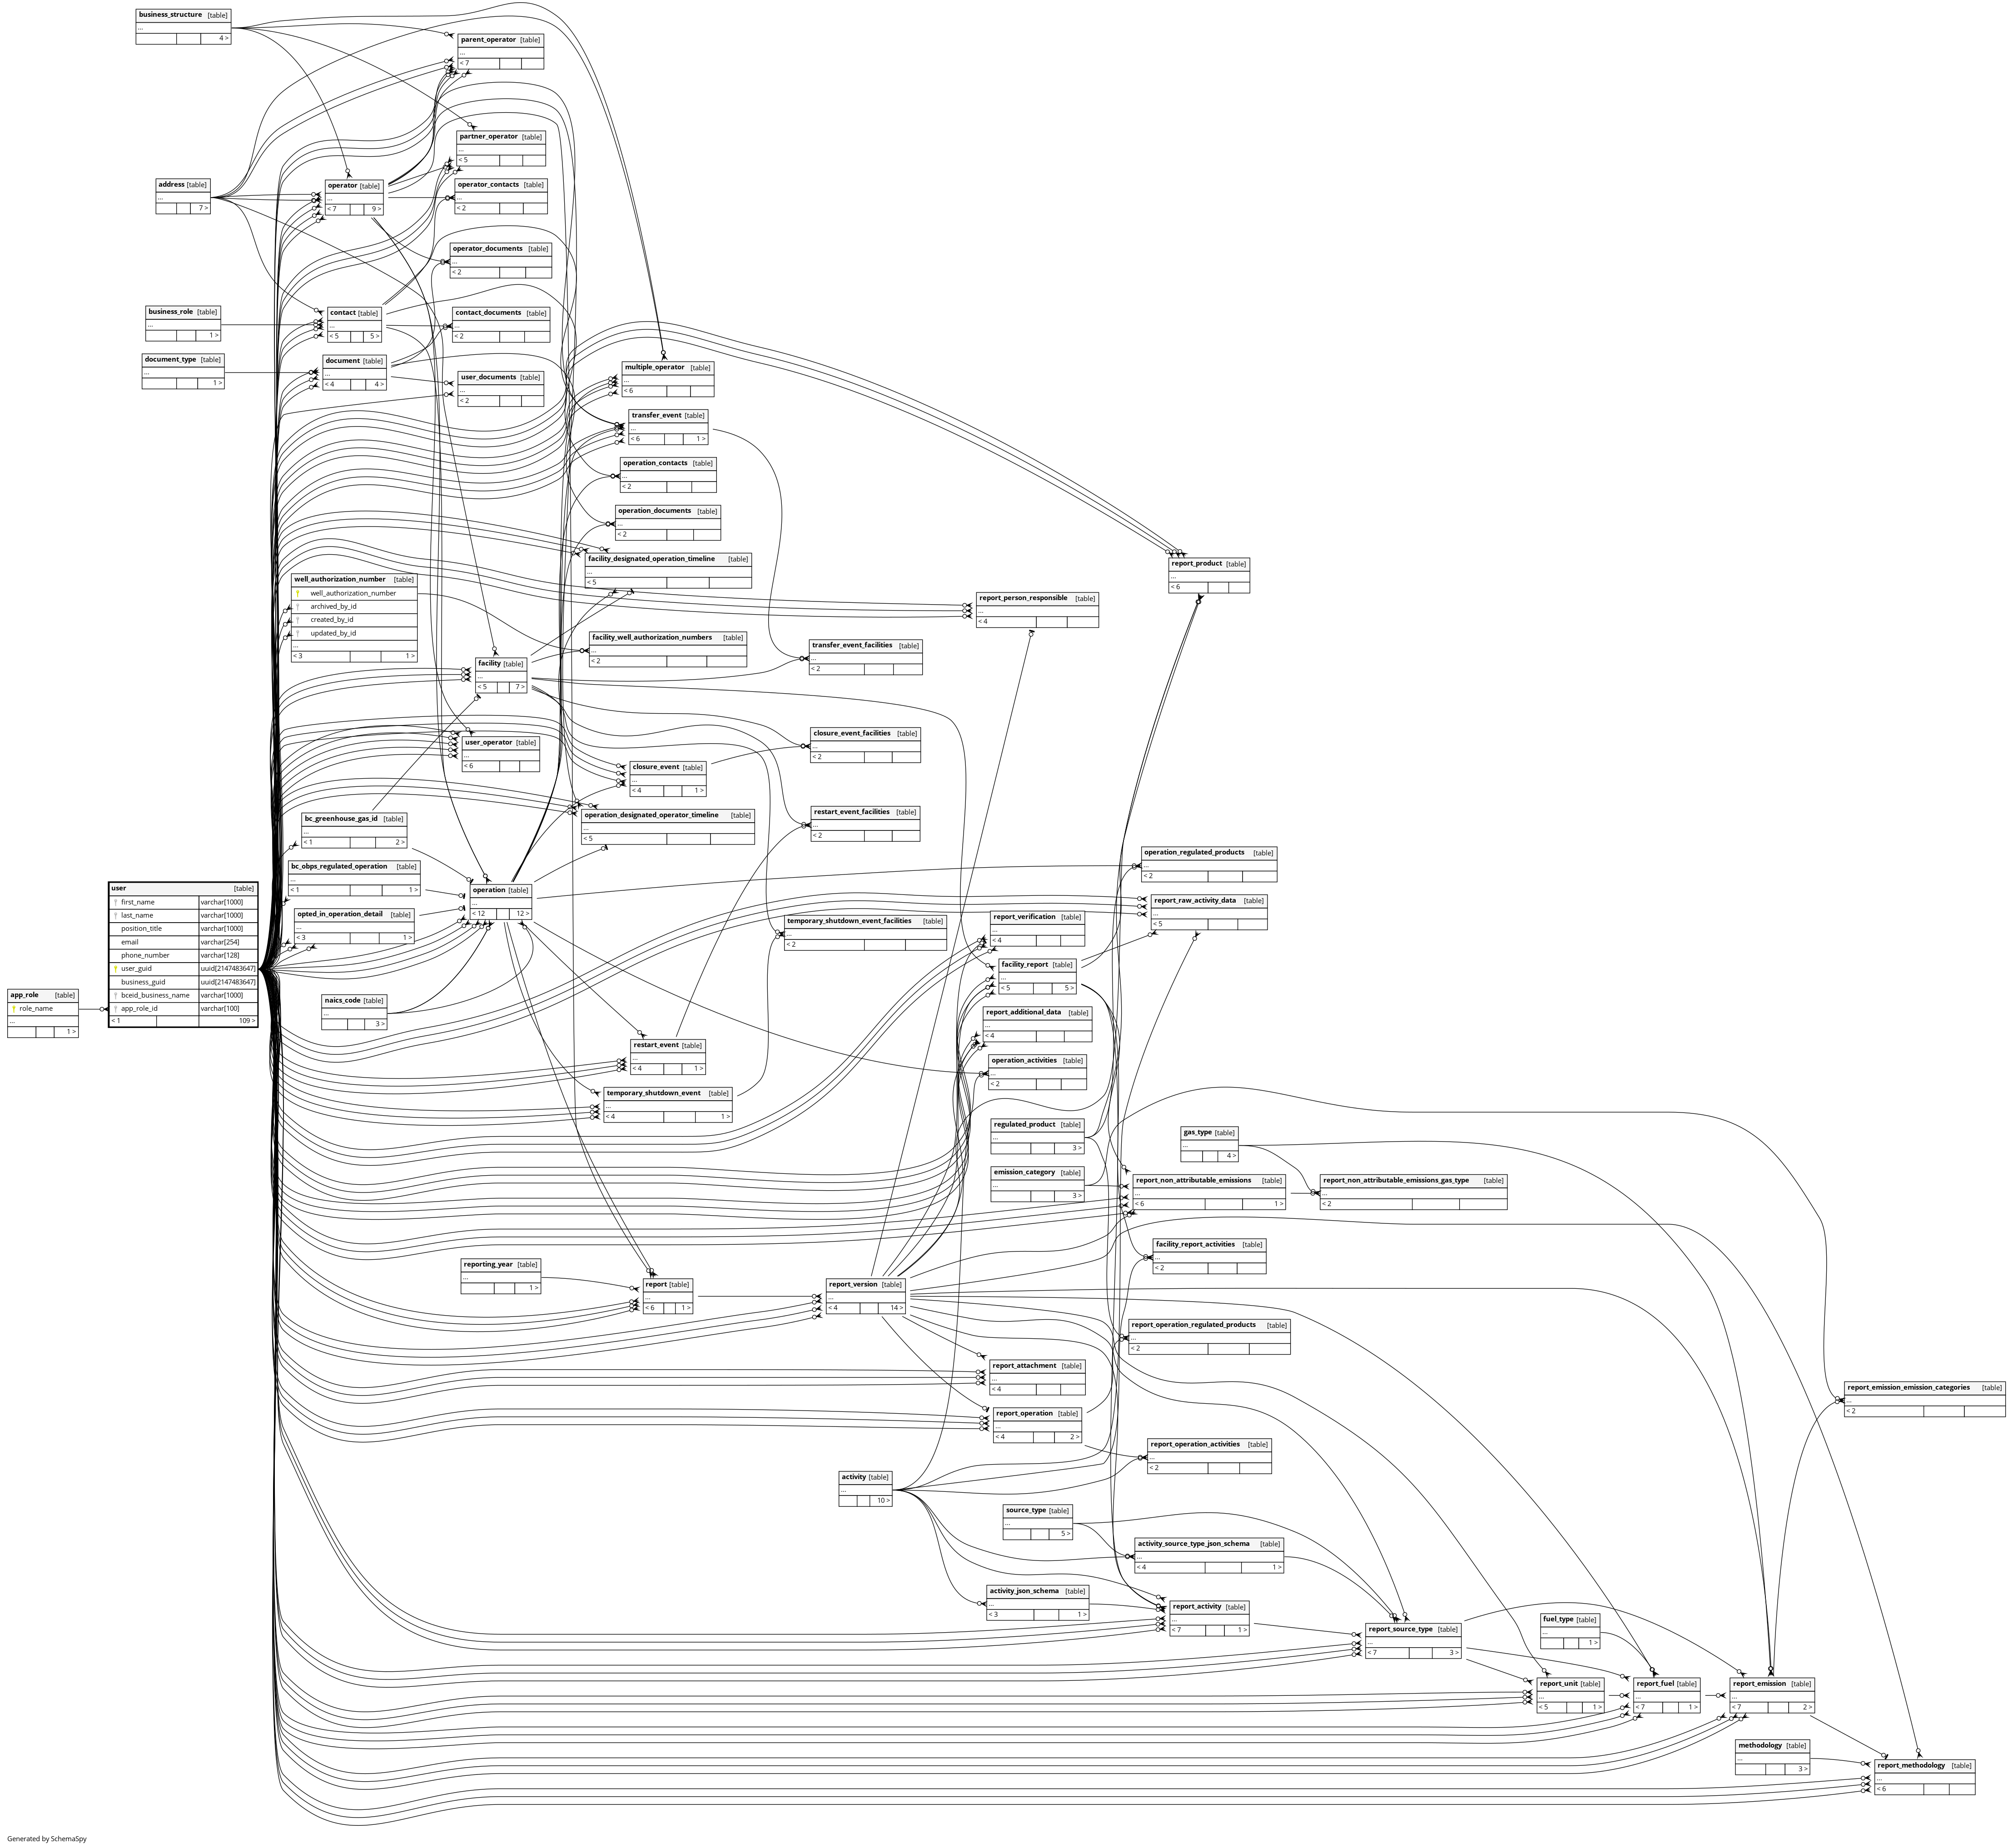 business_structure [table]
...
4 >
parent_operator [table]
...
< 7
partner_operator [table]
...
< 5
address [table]
...
7 >
operator [table]
...
< 7 9 >
operator_contacts [table]
...
< 2
operator_documents [table]
...
< 2
business_role [table]
...
1 >
contact [table]
...
< 5 5 >
contact_documents [table]
...
< 2
document_type [table]
...
1 >
document [table]
...
< 4 4 >
user_documents [table]
...
< 2
multiple_operator [table]
...
< 6
transfer_event [table]
...
< 6 1 >
operation_contacts [table]
...
< 2
operation_documents [table]
...
< 2
facility_designated_operation_timeline [table]
...
< 5
report_product [table]
...
< 6
well_authorization_number [table]
well_authorization_number
archived_by_id
created_by_id
updated_by_id
...
< 3 1 >
report_person_responsible [table]
...
< 4
facility_well_authorization_numbers [table]
...
< 2
transfer_event_facilities [table]
...
< 2
facility [table]
...
< 5 7 >
closure_event_facilities [table]
...
< 2
user_operator [table]
...
< 6
closure_event [table]
...
< 4 1 >
restart_event_facilities [table]
...
< 2
operation_designated_operator_timeline [table]
...
< 5
bc_greenhouse_gas_id [table]
...
< 1 2 >
operation_regulated_products [table]
...
< 2
bc_obps_regulated_operation [table]
...
< 1 1 >
operation [table]
...
< 12 12 >
report_raw_activity_data [table]
...
< 5
opted_in_operation_detail [table]
...
< 3 1 >
temporary_shutdown_event_facilities [table]
...
< 2
report_verification [table]
...
< 4
user [table]
first_name varchar[1000]
last_name varchar[1000]
position_title varchar[1000]
email varchar[254]
phone_number varchar[128]
user_guid uuid[2147483647]
business_guid uuid[2147483647]
bceid_business_name varchar[1000]
app_role_id varchar[100]
< 1 109 >
app_role [table]
role_name
...
1 >
facility_report [table]
...
< 5 5 >
naics_code [table]
...
3 >
report_additional_data [table]
...
< 4
restart_event [table]
...
< 4 1 >
operation_activities [table]
...
< 2
temporary_shutdown_event [table]
...
< 4 1 >
regulated_product [table]
...
3 >
gas_type [table]
...
4 >
emission_category [table]
...
3 >
report_non_attributable_emissions [table]
...
< 6 1 >
report_non_attributable_emissions_gas_type [table]
...
< 2
facility_report_activities [table]
...
< 2
reporting_year [table]
...
1 >
report [table]
...
< 6 1 >
report_version [table]
...
< 4 14 >
report_operation_regulated_products [table]
...
< 2
report_attachment [table]
...
< 4
report_emission_emission_categories [table]
...
< 2
report_operation [table]
...
< 4 2 >
report_operation_activities [table]
...
< 2
activity [table]
...
10 >
source_type [table]
...
5 >
activity_source_type_json_schema [table]
...
< 4 1 >
activity_json_schema [table]
...
< 3 1 >
report_activity [table]
...
< 7 1 >
report_source_type [table]
...
< 7 3 >
fuel_type [table]
...
1 >
report_unit [table]
...
< 5 1 >
report_fuel [table]
...
< 7 1 >
report_emission [table]
...
< 7 2 >
methodology [table]
...
3 >
report_methodology [table]
...
< 6
Generated by SchemaSpy